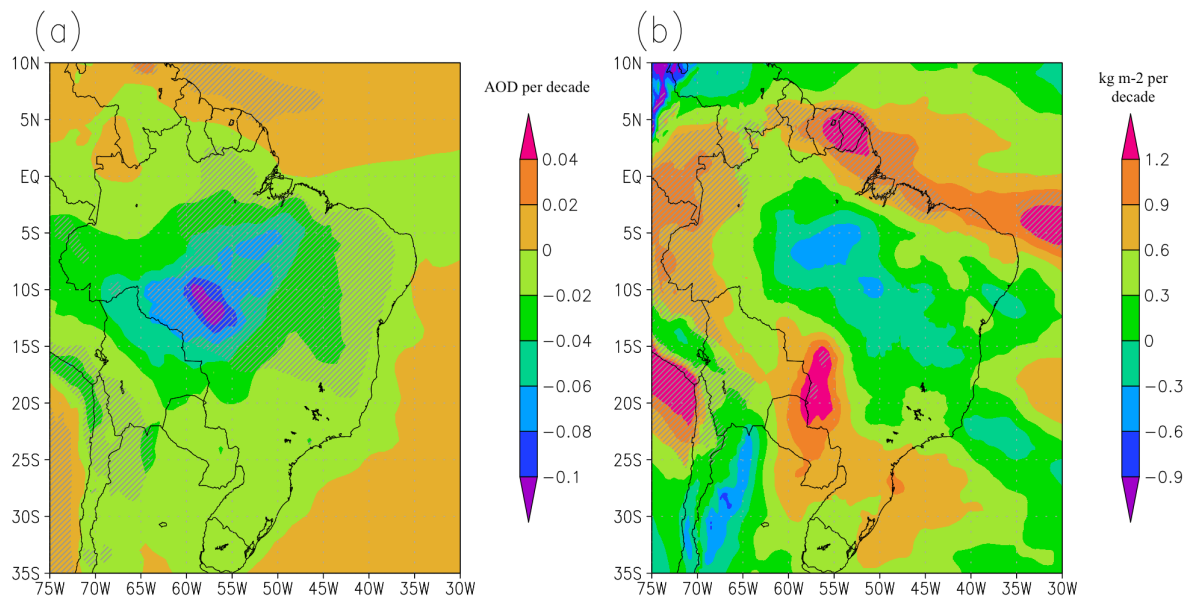 (a)
(b)
10N
5N
EQ
5S
10S
15S
20S
25S
30S
35S
75W 70W 65W 60W 55W 50W 45W 40W 35W 30W
AOD per decade
0.04
0.02
0
−0.02
−0.04
−0.06
−0.08
−0.1
10N
5N
EQ
5S
10S
15S
20S
25S
30S
35S
75W 70W 65W 60W 55W 50W 45W 40W 35W 30W
kg m-2 per
decade
1.2
0.9
0.6
0.3
0
−0.3
−0.6
−0.9